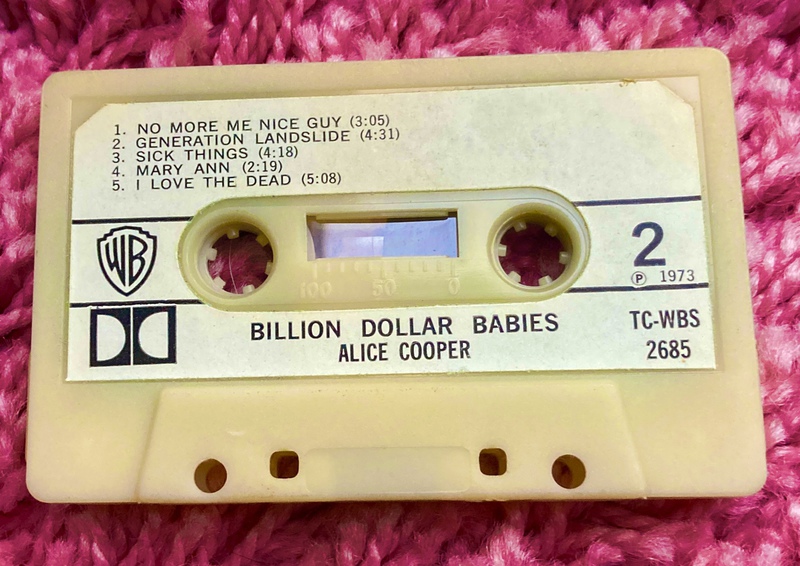 1. NO MORE ME NICE GUY (3:05)
2. GENERATION LANDSLIDE (4:31)
3. SICK THINGS (4:18)
4. MARY ANN (2:19)
5. I LOVE THE DEAD (5:08)
WB
2
Ⓟ 1973
100 50 0
BILLION DOLLAR BABIES
ALICE COOPER
TC-WBS
2685